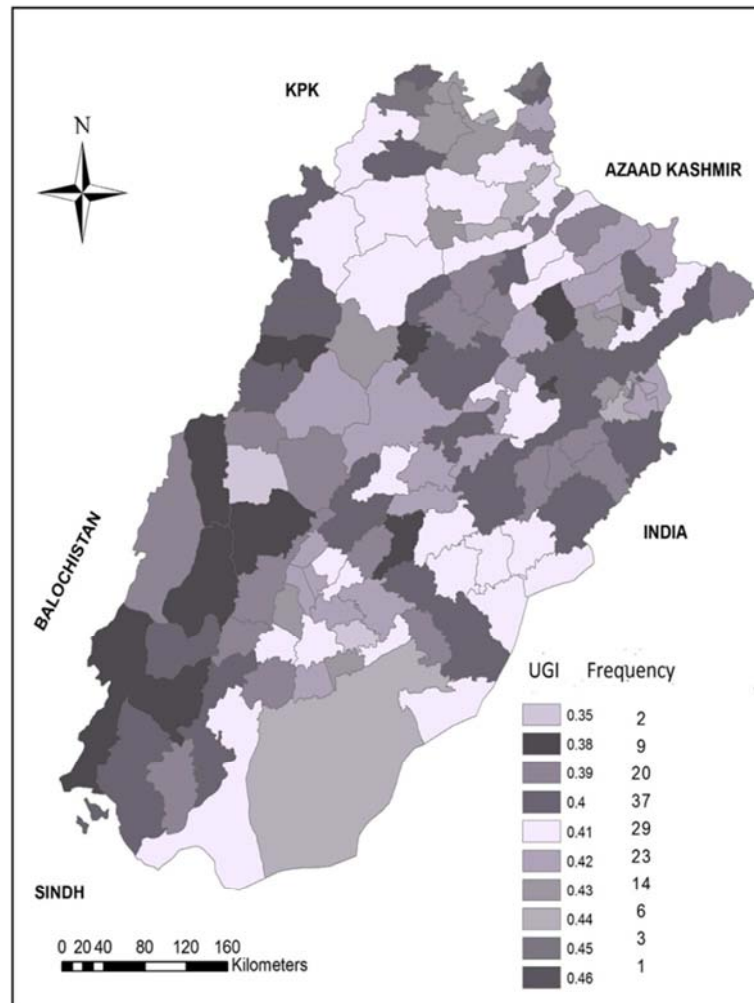 KPK
N
AZAAD KASHMIR
BALOCHISTAN
INDIA
UGI Frequency
0.35 2
0.38 9
0.39 20
0.4 37
0.41 29
0.42 23
0.43 14
0.44 6
0.45 3
0.46 1
SINDH
0 20 40 80 120 160
Kilometers